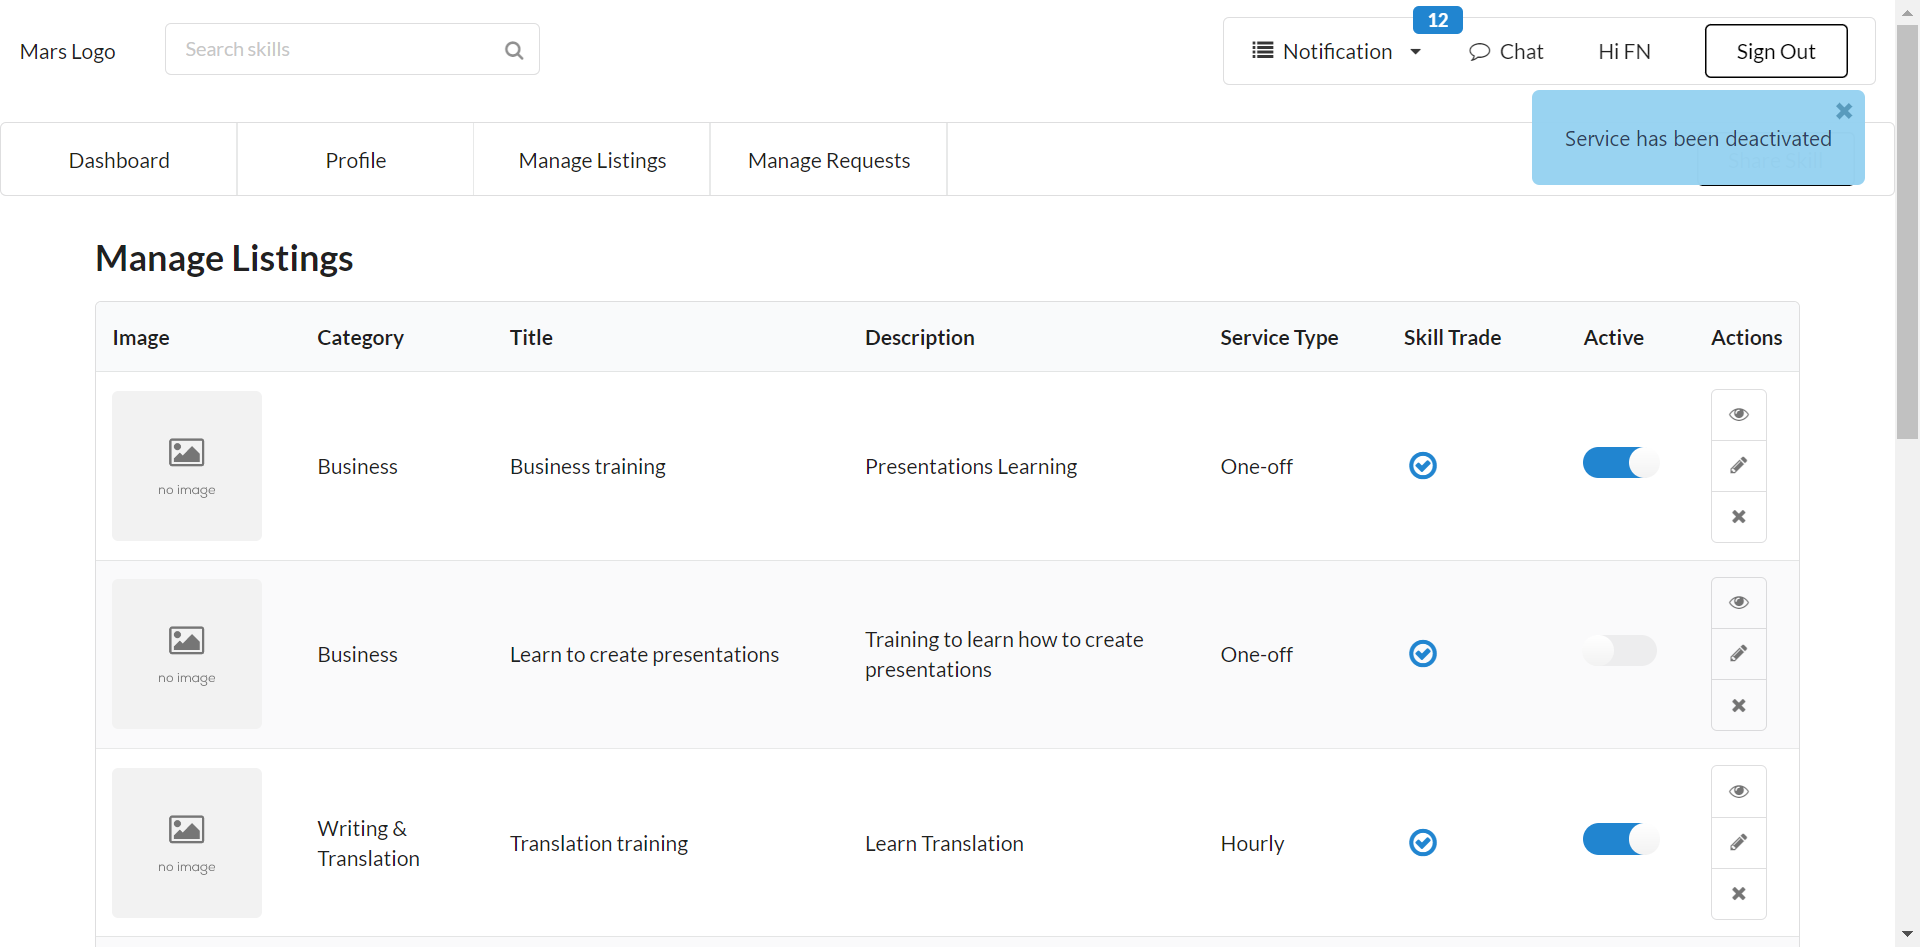 Mars Logo
Search skills
Notification
12
Chat
Hi FN
Sign Out
Service has been deactivated
Dashboard
Profile
Manage Listings
Manage Requests
Manage Listings
Image Category Title Description Service Type Skill Trade Active Actions
no image
Business
Business training
Presentations Learning
One-off
no image
Business
Learn to create presentations
Training to learn how to create
presentations
One-off
no image
Writing &
Translation
Translation training
Learn Translation
Hourly